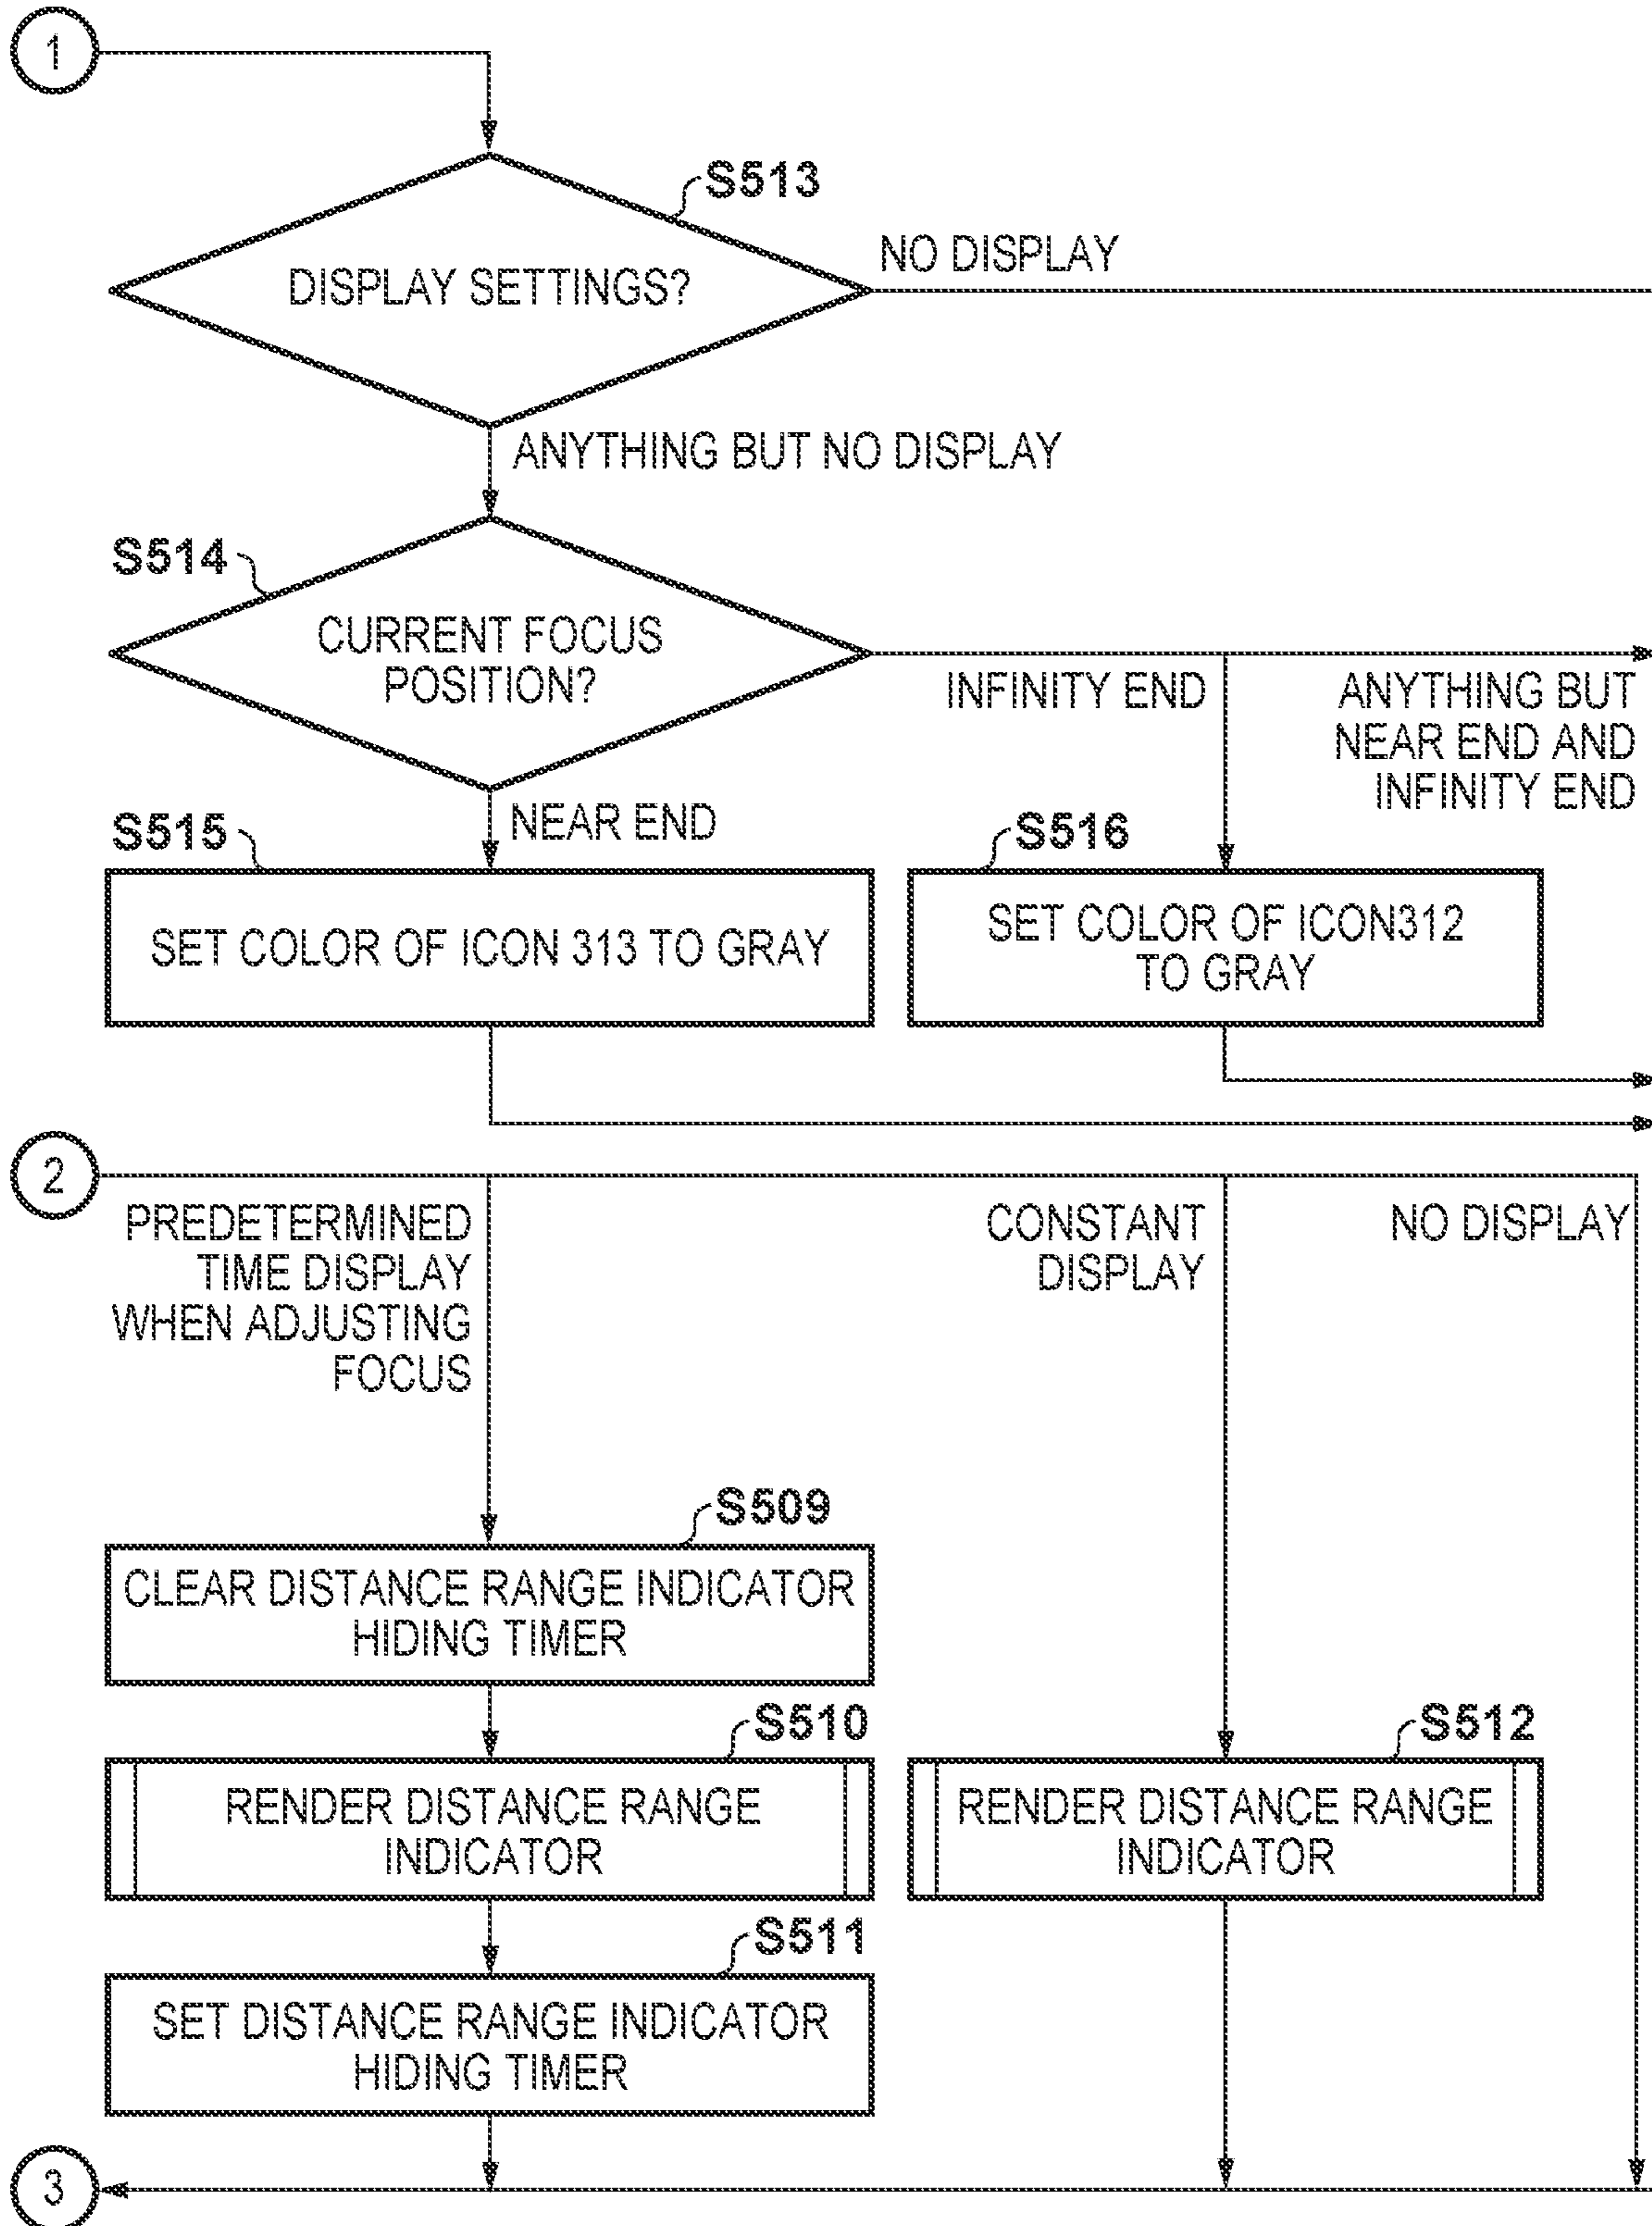 1
S513
DISPLAY SETTINGS?
NO DISPLAY
ANYTHING BUT NO DISPLAY
S514
CURRENT FOCUS
POSITION?
INFINITY END
ANYTHING BUT
NEAR END AND
INFINITY END
NEAR END
S515
SET COLOR OF ICON 313 TO GRAY
S516
SET COLOR OF ICON312
TO GRAY
2
PREDETERMINED
TIME DISPLAY
WHEN ADJUSTING
FOCUS
CONSTANT
DISPLAY
NO DISPLAY
S509
CLEAR DISTANCE RANGE INDICATOR
HIDING TIMER
S510
RENDER DISTANCE RANGE
INDICATOR
S512
RENDER DISTANCE RANGE
INDICATOR
S511
SET DISTANCE RANGE INDICATOR
HIDING TIMER
3